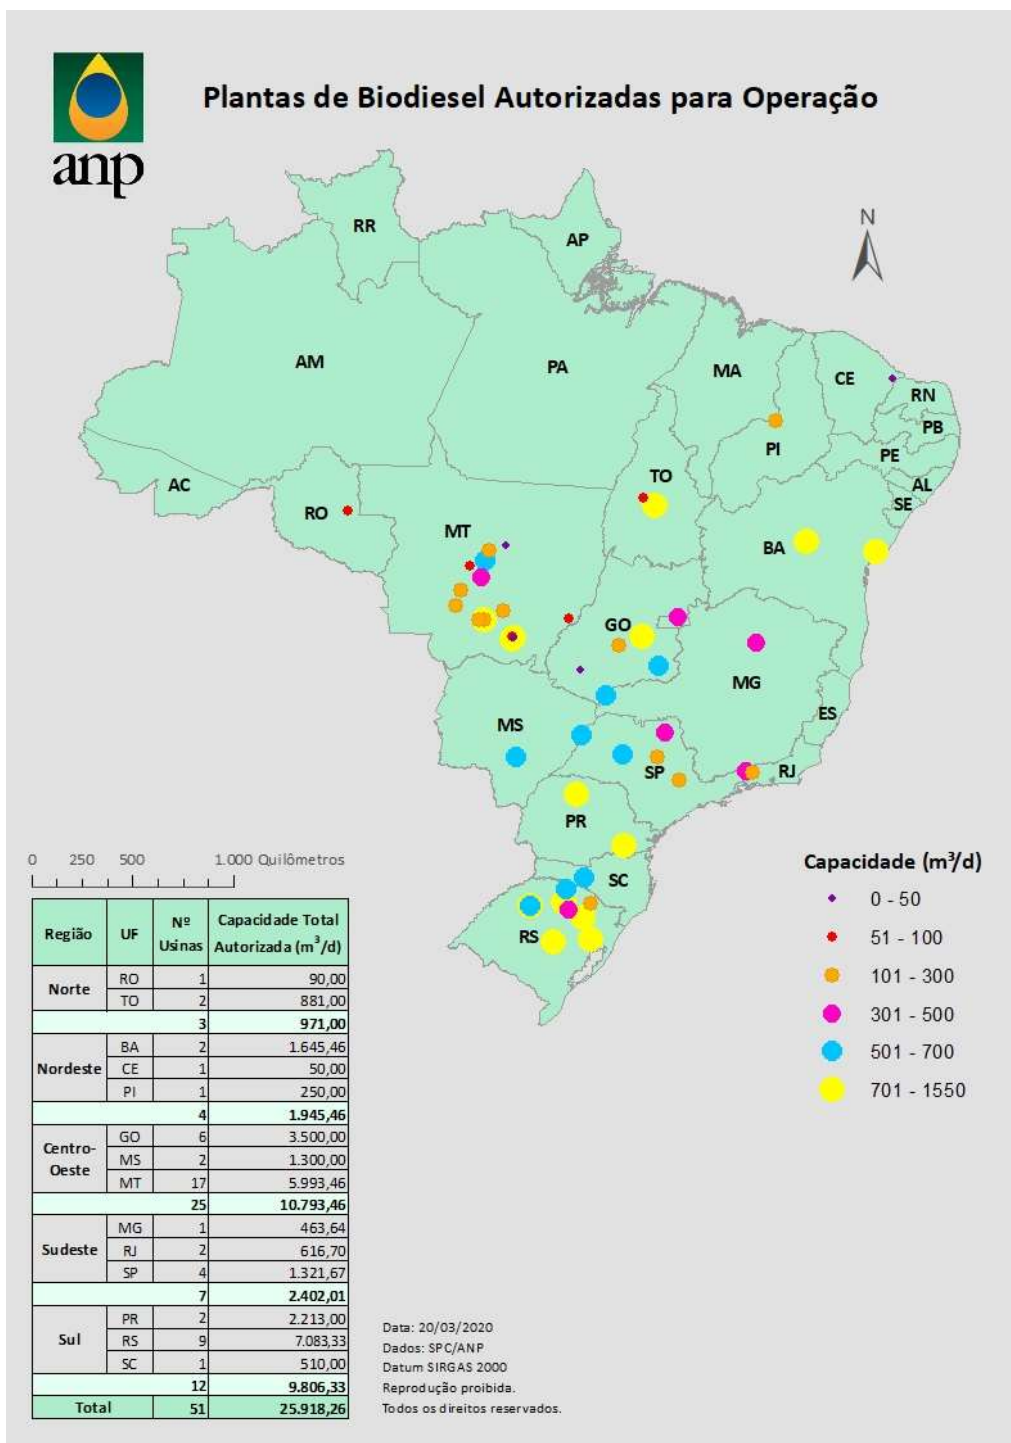 Plantas de Biodiesel Autorizadas para Operação
anp
N
RR
AP
AM
PA
MA
CE
RN
PB
PI
PE
AC
TO
AL
SE
RO
MT
BA
GO
MG
ES
MS
SP
RJ
PR
SC
RS
0 250 500 1.000 Quilômetros
Capacidade (m³/d)
0 - 50
51 - 100
101 - 300
301 - 500
501 - 700
701 - 1550
Região UF Nº Usinas Capacidade Total Autorizada (m³/d)
Norte RO 1 90,00
TO 2 881,00
3 971,00
Nordeste BA 2 1.645,46
CE 1 50,00
PI 1 250,00
4 1.945,46
Centro-Oeste GO 6 3.500,00
MS 2 1.300,00
MT 17 5.993,46
25 10.793,46
Sudeste MG 1 463,64
RJ 2 616,70
SP 4 1.321,67
7 2.402,01
Sul PR 2 2.213,00
RS 9 7.083,33
SC 1 510,00
12 9.806,33
Total 51 25.918,26
Data: 20/03/2020
Dados: SPC/ANP
Datum SIRGAS 2000
Reprodução proibida.
Todos os direitos reservados.